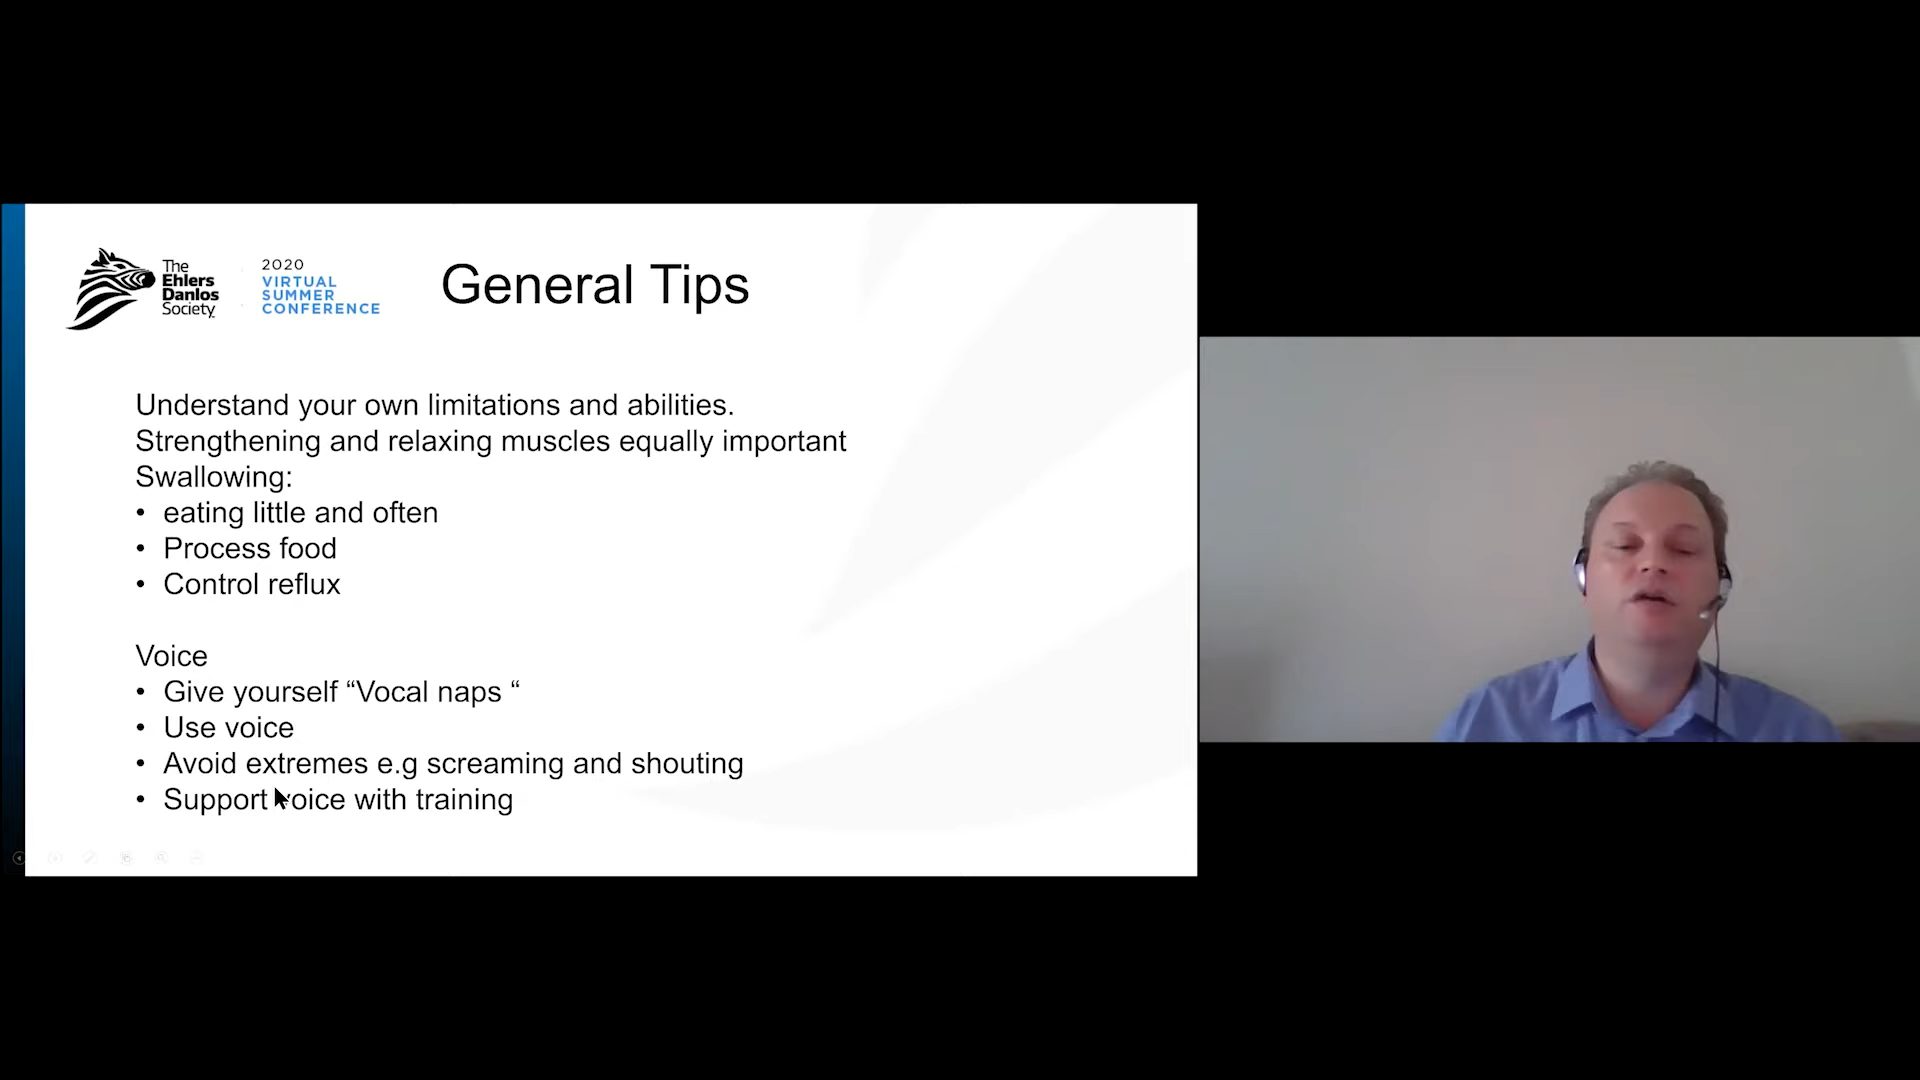 The
Ehlers
Danlos
Society
2020
VIRTUAL
SUMMER
CONFERENCE
General Tips
Understand your own limitations and abilities.
Strengthening and relaxing muscles equally important
Swallowing:
• eating little and often
• Process food
• Control reflux
Voice
• Give yourself “Vocal naps “
• Use voice
• Avoid extremes e.g screaming and shouting
• Support voice with training